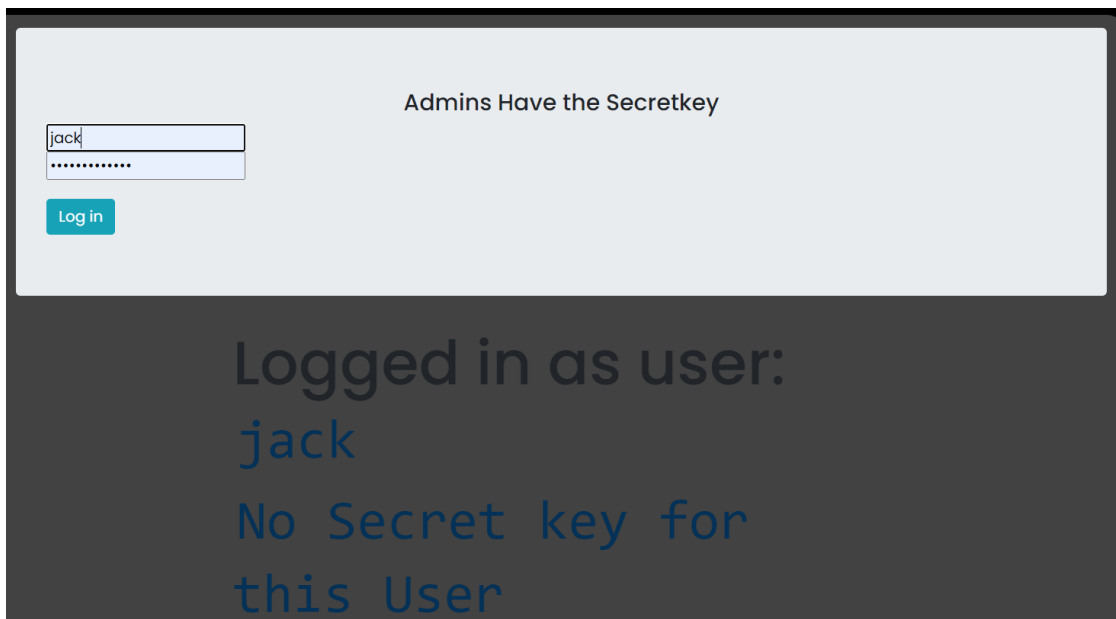 Admins Have the Secretkey
jack
•••••••••••••
Log in
Logged in as user:
jack
No Secret key for
this User